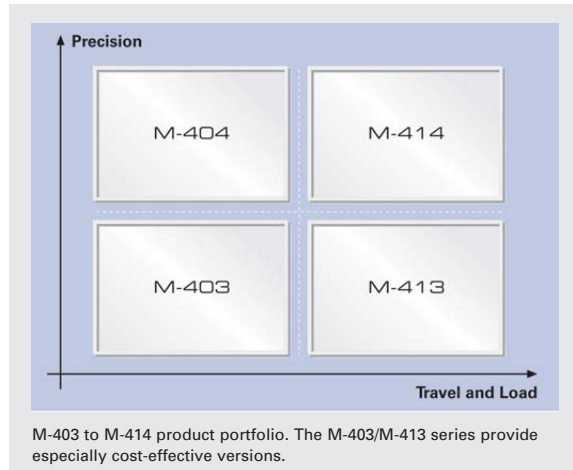 Precision
M-404
M-414
M-403
M-413
Travel and Load
M-403 to M-414 product portfolio. The M-403/M-413 series provide
especially cost-effective versions.